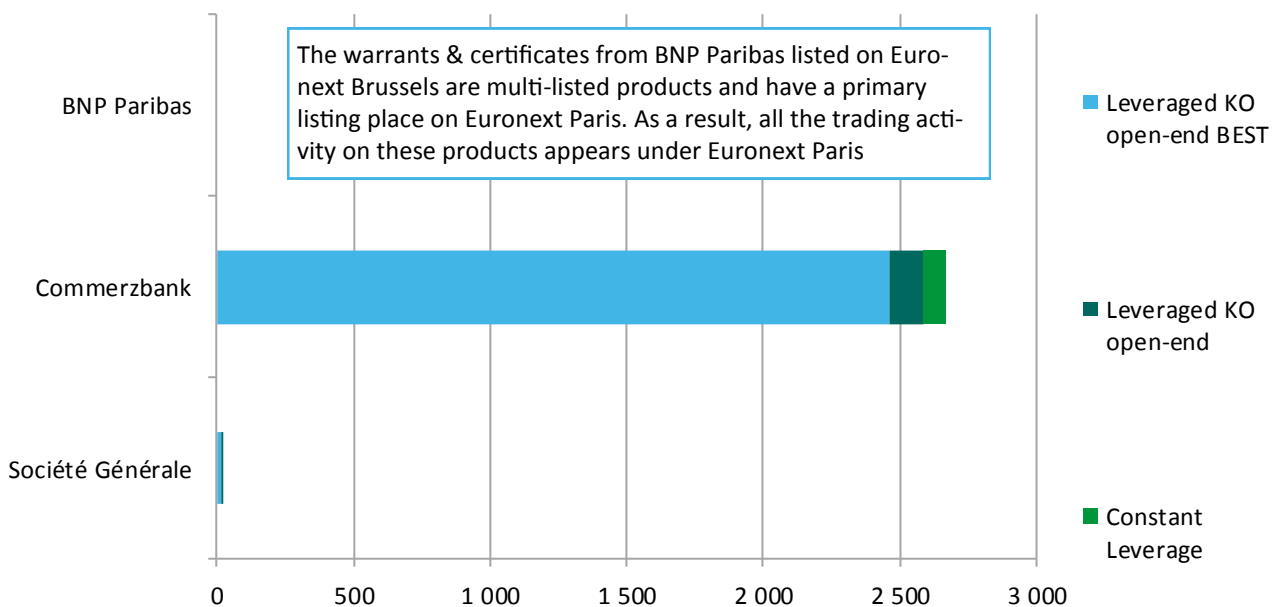 The warrants & certificates from BNP Paribas listed on Euro-
next Brussels are multi-listed products and have a primary
listing place on Euronext Paris. As a result, all the trading acti-
vity on these products appears under Euronext Paris
BNP Paribas
Commerzbank
Société Générale
0 500 1 000 1 500 2 000 2 500 3 000
Leveraged KO
open-end BEST
Leveraged KO
open-end
Constant
Leverage